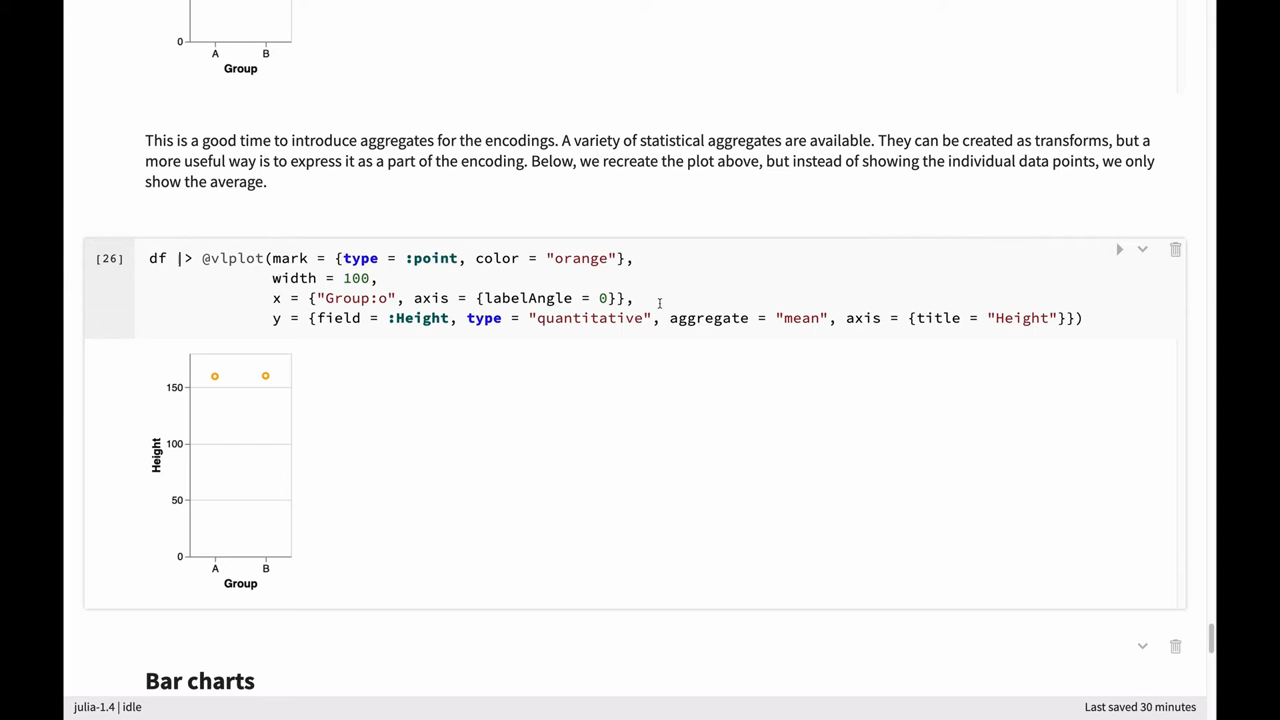 0
A B
Group
This is a good time to introduce aggregates for the encodings. A variety of statistical aggregates are available. They can be created as transforms, but a
more useful way is to express it as a part of the encoding. Below, we recreate the plot above, but instead of showing the individual data points, we only
show the average.
[26] df |> @vlplot(mark = {type = :point, color = "orange"},
width = 100,
x = {"Group:o", axis = {labelAngle = 0}},
y = {field = :Height, type = "quantitative", aggregate = "mean", axis = {title = "Height"}})
150
100
Height
50
0
A B
Group
Bar charts
julia-1.4 | idle Last saved 30 minutes